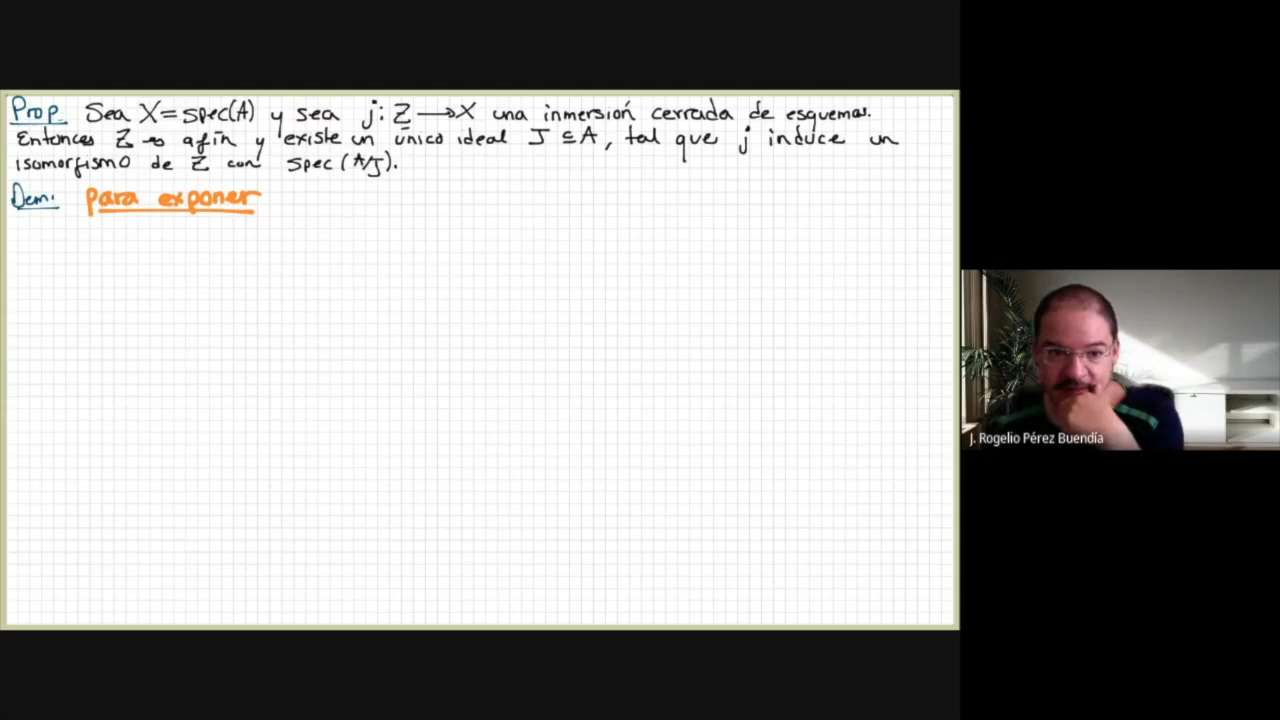 Prop. Sea X = spec(A) y sea j: Z → X una inmersión cerrada de esquemas.
Entonces Z es afín y existe un único ideal J ⊆ A, tal que j induce un
isomorfismo de Z con spec(A/J).
Dem. Para exponer
J. Rogelio Pérez Buendía